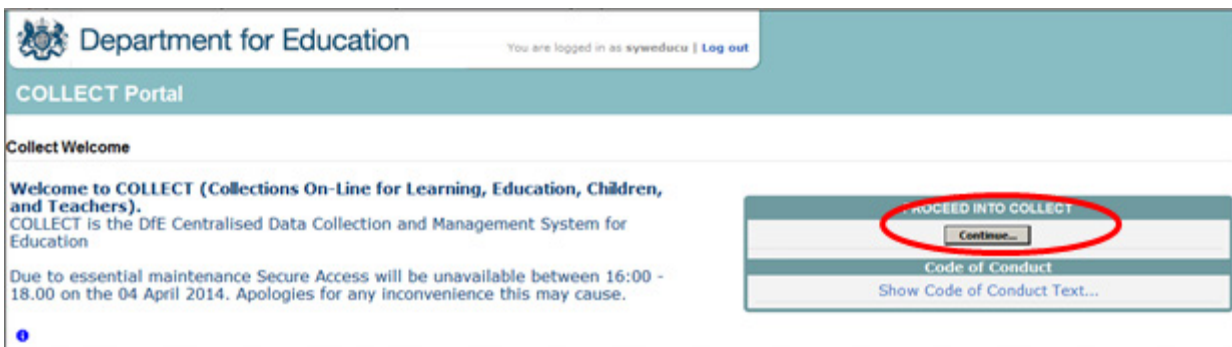 Department for Education
You are logged in as syweducu | Log out
COLLECT Portal
Collect Welcome
Welcome to COLLECT (Collections On-Line for Learning, Education, Children,
and Teachers).
COLLECT is the DfE Centralised Data Collection and Management System for
Education
Due to essential maintenance Secure Access will be unavailable between 16:00 -
18.00 on the 04 April 2014. Apologies for any inconvenience this may cause.
PROCEED INTO COLLECT
Continue...
Code of Conduct
Show Code of Conduct Text...